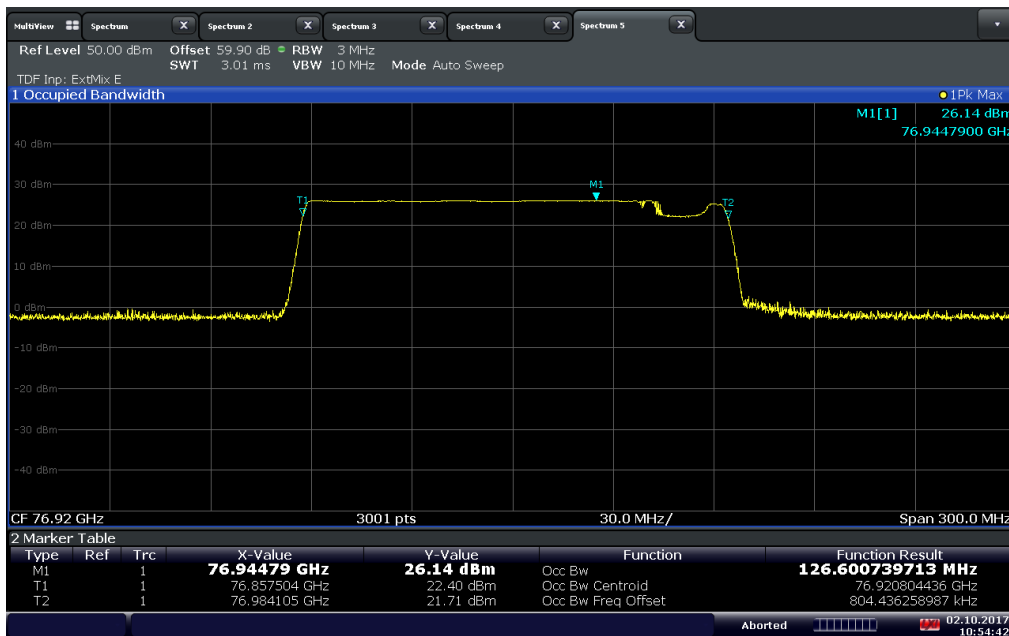 MultiView Spectrum X Spectrum 2 X Spectrum 3 X Spectrum 4 X Spectrum 5 X
Ref Level 50.00 dBm Offset 59.90 dB RBW 3 MHz
SWT 3.01 ms VBW 10 MHz Mode Auto Sweep
TDF Inp: ExtMix E
1 Occupied Bandwidth 1Pk Max
M1[1] 26.14 dBm
76.9447900 GHz
40 dBm
30 dBm
M1
T1
T2
20 dBm
10 dBm
0 dBm
-10 dBm
-20 dBm
-30 dBm
-40 dBm
CF 76.92 GHz 3001 pts 30.0 MHz/ Span 300.0 MHz
2 Marker Table
Type Ref Trc X-Value Y-Value Function Function Result
M1 1 76.94479 GHz 26.14 dBm Occ Bw 126.600739713 MHz
T1 1 76.857504 GHz 22.40 dBm Occ Bw Centroid 76.920804436 GHz
T2 1 76.984105 GHz 21.71 dBm Occ Bw Freq Offset 804.436258987 kHz
Aborted 02.10.2017
10:54:42